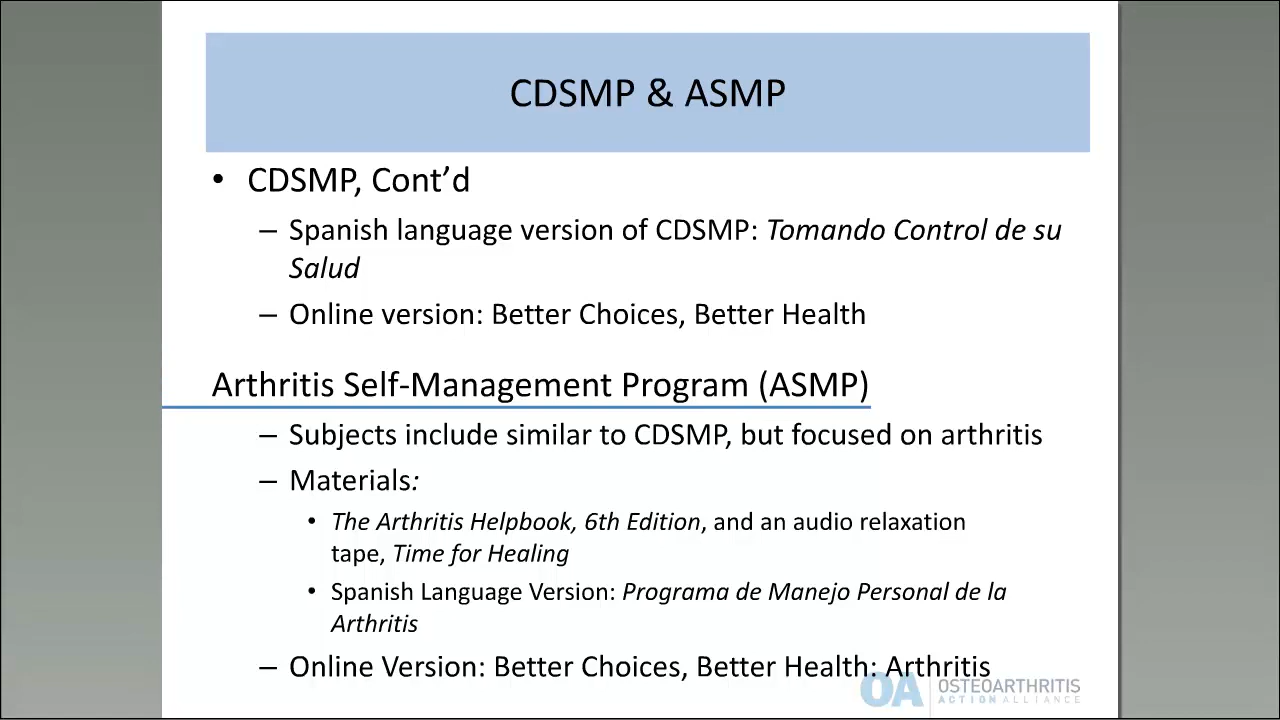 CDSMP & ASMP
• CDSMP, Cont’d
– Spanish language version of CDSMP: Tomando Control de su
Salud
– Online version: Better Choices, Better Health
Arthritis Self-Management Program (ASMP)
– Subjects include similar to CDSMP, but focused on arthritis
– Materials:
• The Arthritis Helpbook, 6th Edition, and an audio relaxation
tape, Time for Healing
• Spanish Language Version: Programa de Manejo Personal de la
Arthritis
– Online Version: Better Choices, Better Health: Arthritis
OA OSTEOARTHRITIS
ACTION ALLIANCE